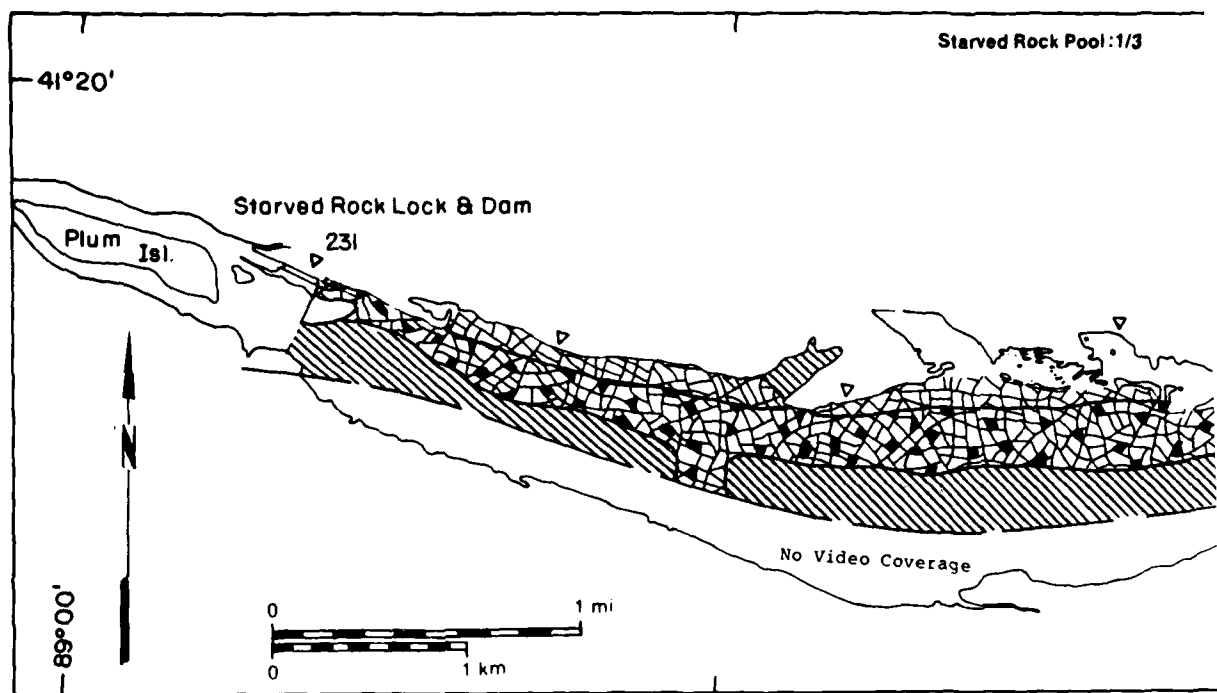 Starved Rock Pool:1/3
41°20'
Starved Rock Lock & Dam
231
Plum
Isl.
N
No Video Coverage
89°00'
0 1 mi
0 1 km